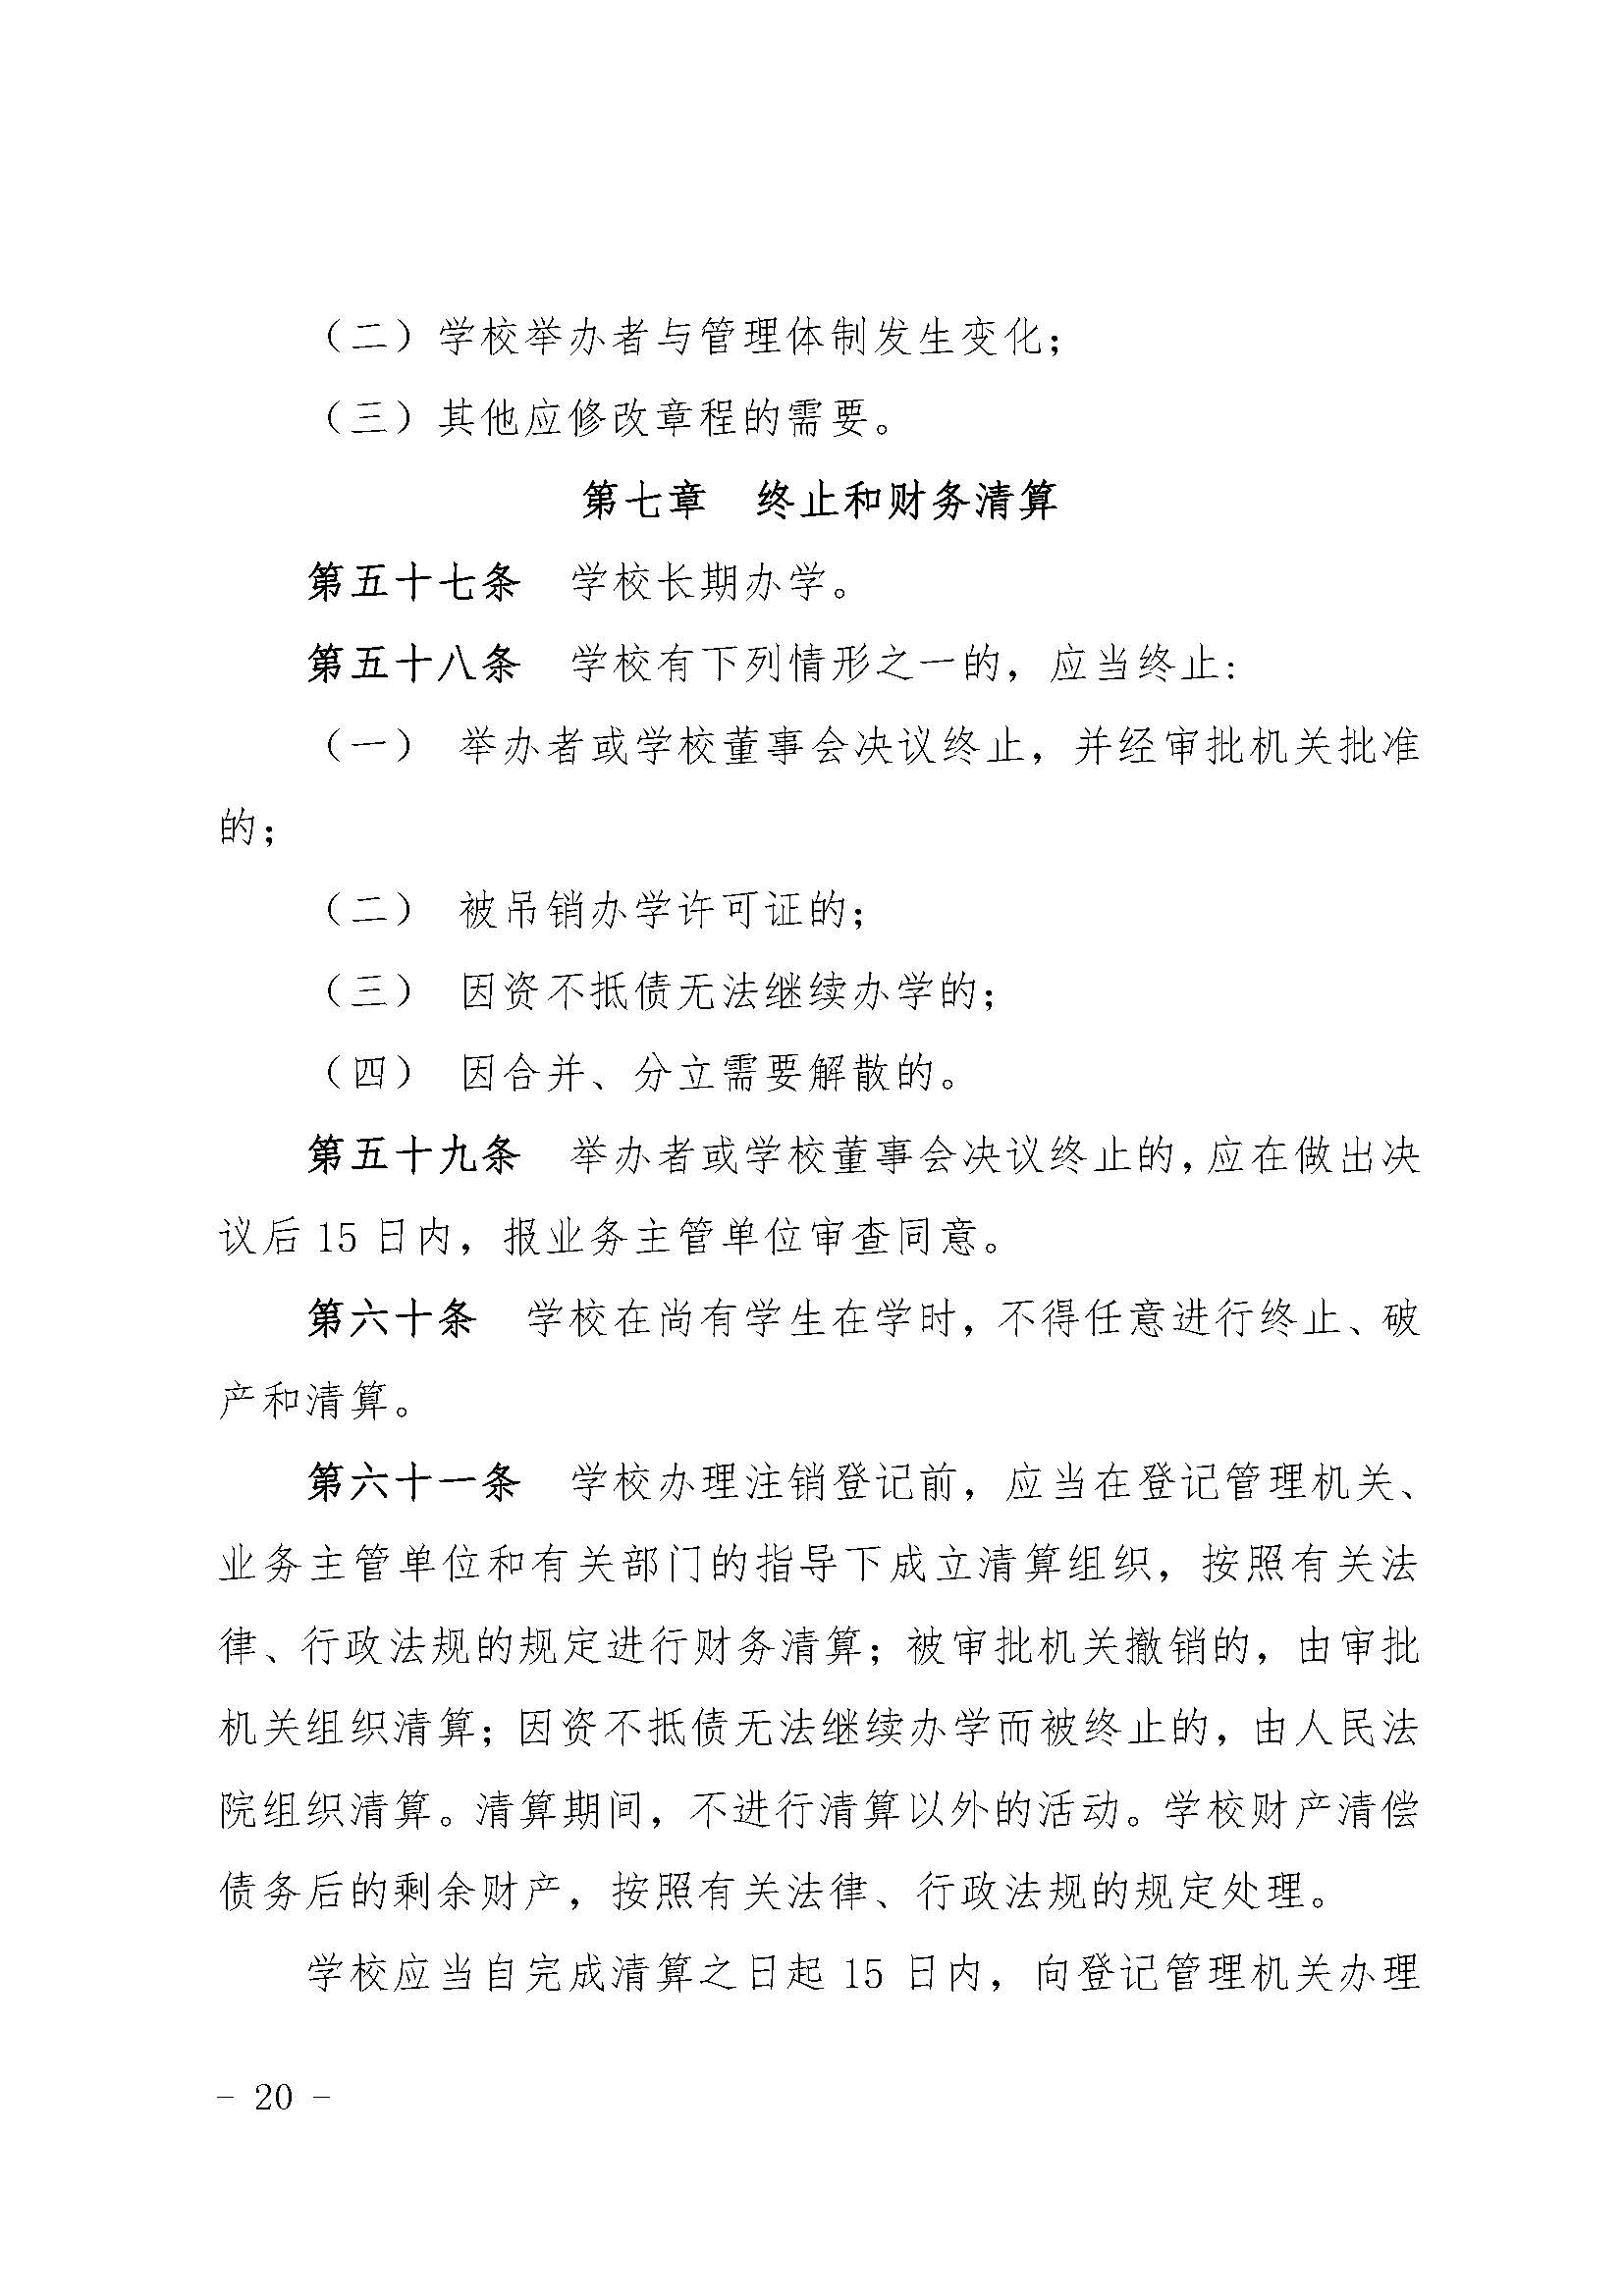 （二）学校举办者与管理体制发生变化；
（三）其他应修改章程的需要。
第七章　终止和财务清算
第五十七条　学校长期办学。
第五十八条　学校有下列情形之一的，应当终止：
（一）　举办者或学校董事会决议终止，并经审批机关批准
的；
（二）　被吊销办学许可证的；
（三）　因资不抵债无法继续办学的；
（四）　因合并、分立需要解散的。
第五十九条　举办者或学校董事会决议终止的，应在做出决
议后 15 日内，报业务主管单位审查同意。
第六十条　学校在尚有学生在学时，不得任意进行终止、破
产和清算。
第六十一条　学校办理注销登记前，应当在登记管理机关、
业务主管单位和有关部门的指导下成立清算组织，按照有关法
律、行政法规的规定进行财务清算；被审批机关撤销的，由审批
机关组织清算；因资不抵债无法继续办学而被终止的，由人民法
院组织清算。清算期间，不进行清算以外的活动。学校财产清偿
债务后的剩余财产，按照有关法律、行政法规的规定处理。
学校应当自完成清算之日起 15 日内，向登记管理机关办理
- 20 -